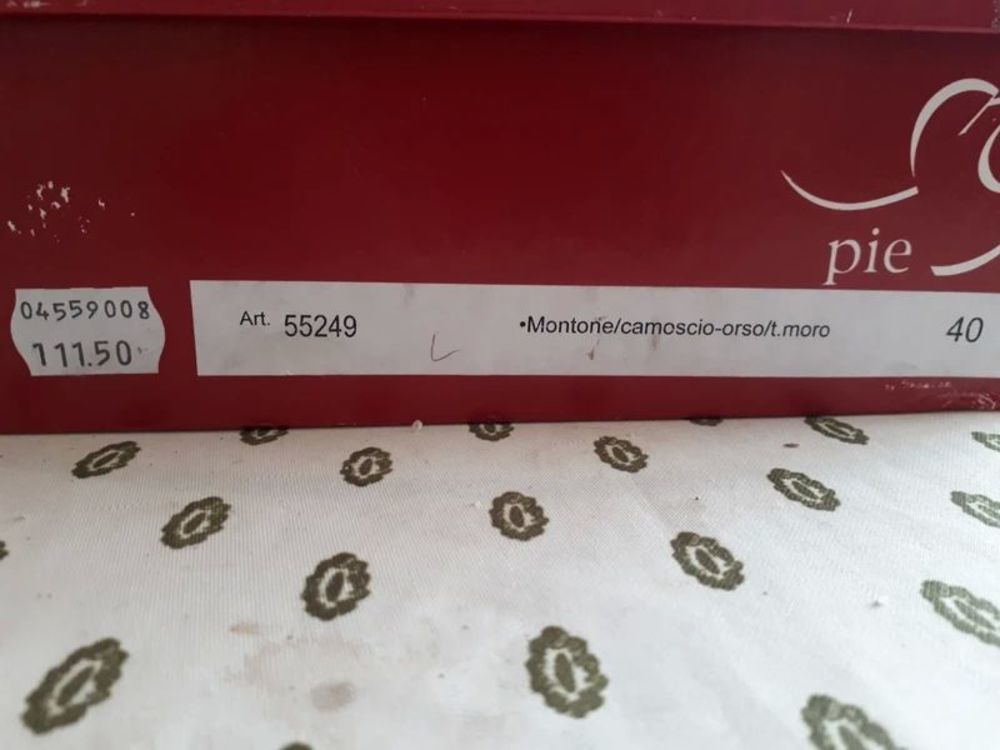 pie
04559008
111.50
Art. 55249 •Montone/camoscio-orso/t.moro 40